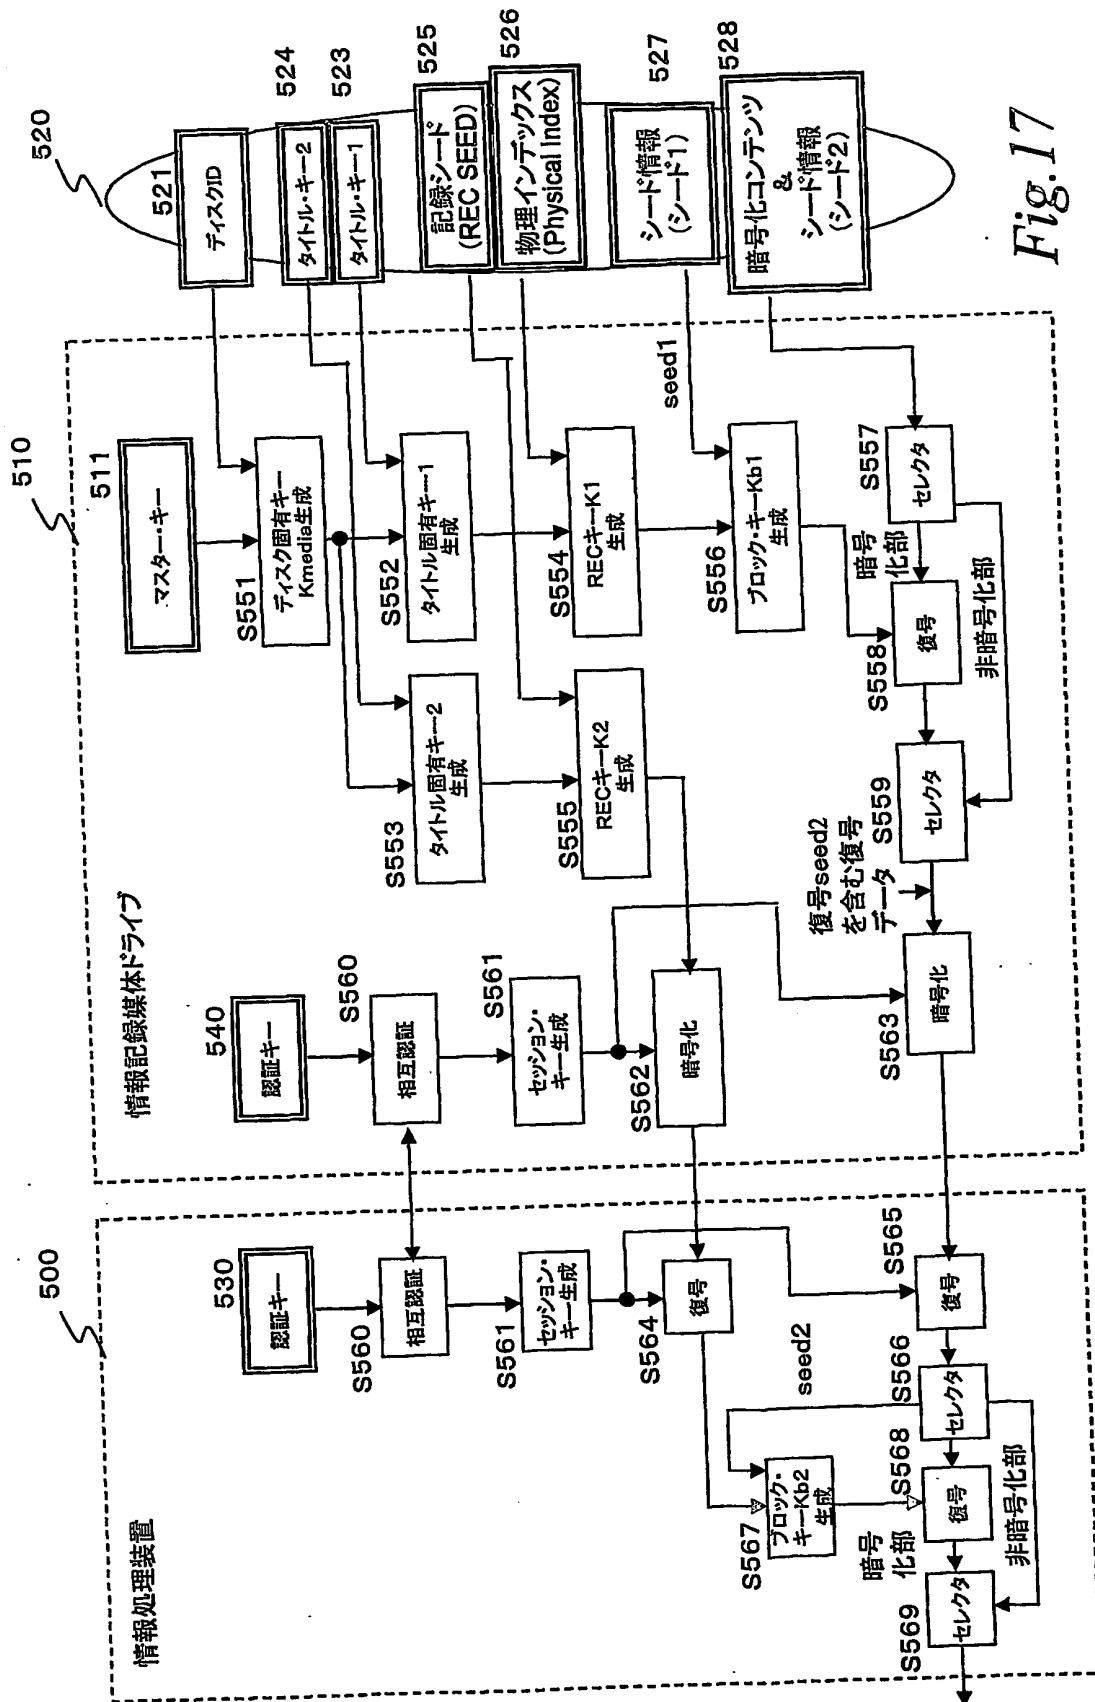 情報処理装置
500
530
認証キー
相互認証
S560
セッション・
キー生成
S561
復号
S564
seed2
ブロック・
キーKb2
生成
S567
復号
S565
セレクタ
S566
復号
S568
暗号
化部
非暗号化部
セレクタ
S569
情報記録媒体ドライブ
510
540
認証キー
相互認証
S560
セッション・
キー生成
S561
暗号化
S562
暗号化
S563
511
マスター・キー
ディスク固有キー
Kmedia生成
S551
タイトル固有キー1
生成
S552
タイトル固有キー2
生成
S553
RECキーK1
生成
S554
RECキーK2
生成
S555
ブロック・キーKb1
生成
S556
seed1
セレクタ
S557
暗号
化部
非暗号化部
復号
S558
セレクタ
S559
復号seed2
を含む復号
データ
520
521
ディスクID
524
タイトル・キー2
523
タイトル・キー1
525
記録シード
(REC SEED)
526
物理インデックス
(Physical Index)
527
シード情報
(シード1)
528
暗号化コンテンツ
&
シード情報
(シード2)
Fig.17